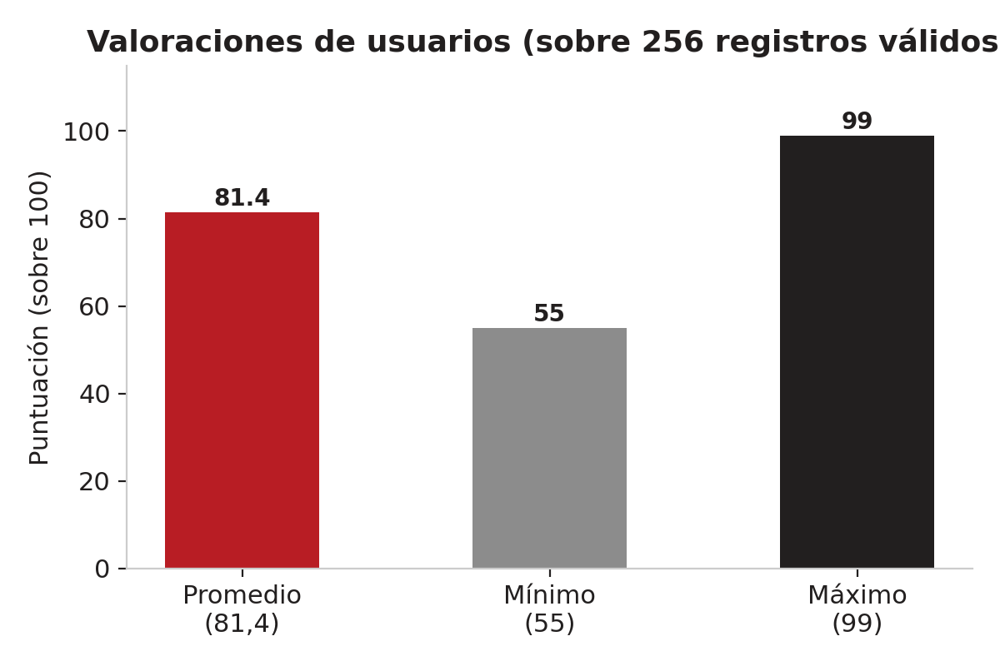 Valoraciones de usuarios (sobre 256 registros válidos
Puntuación (sobre 100)
100
80
60
40
20
0
81.4
55
99
Promedio
(81,4)
Mínimo
(55)
Máximo
(99)